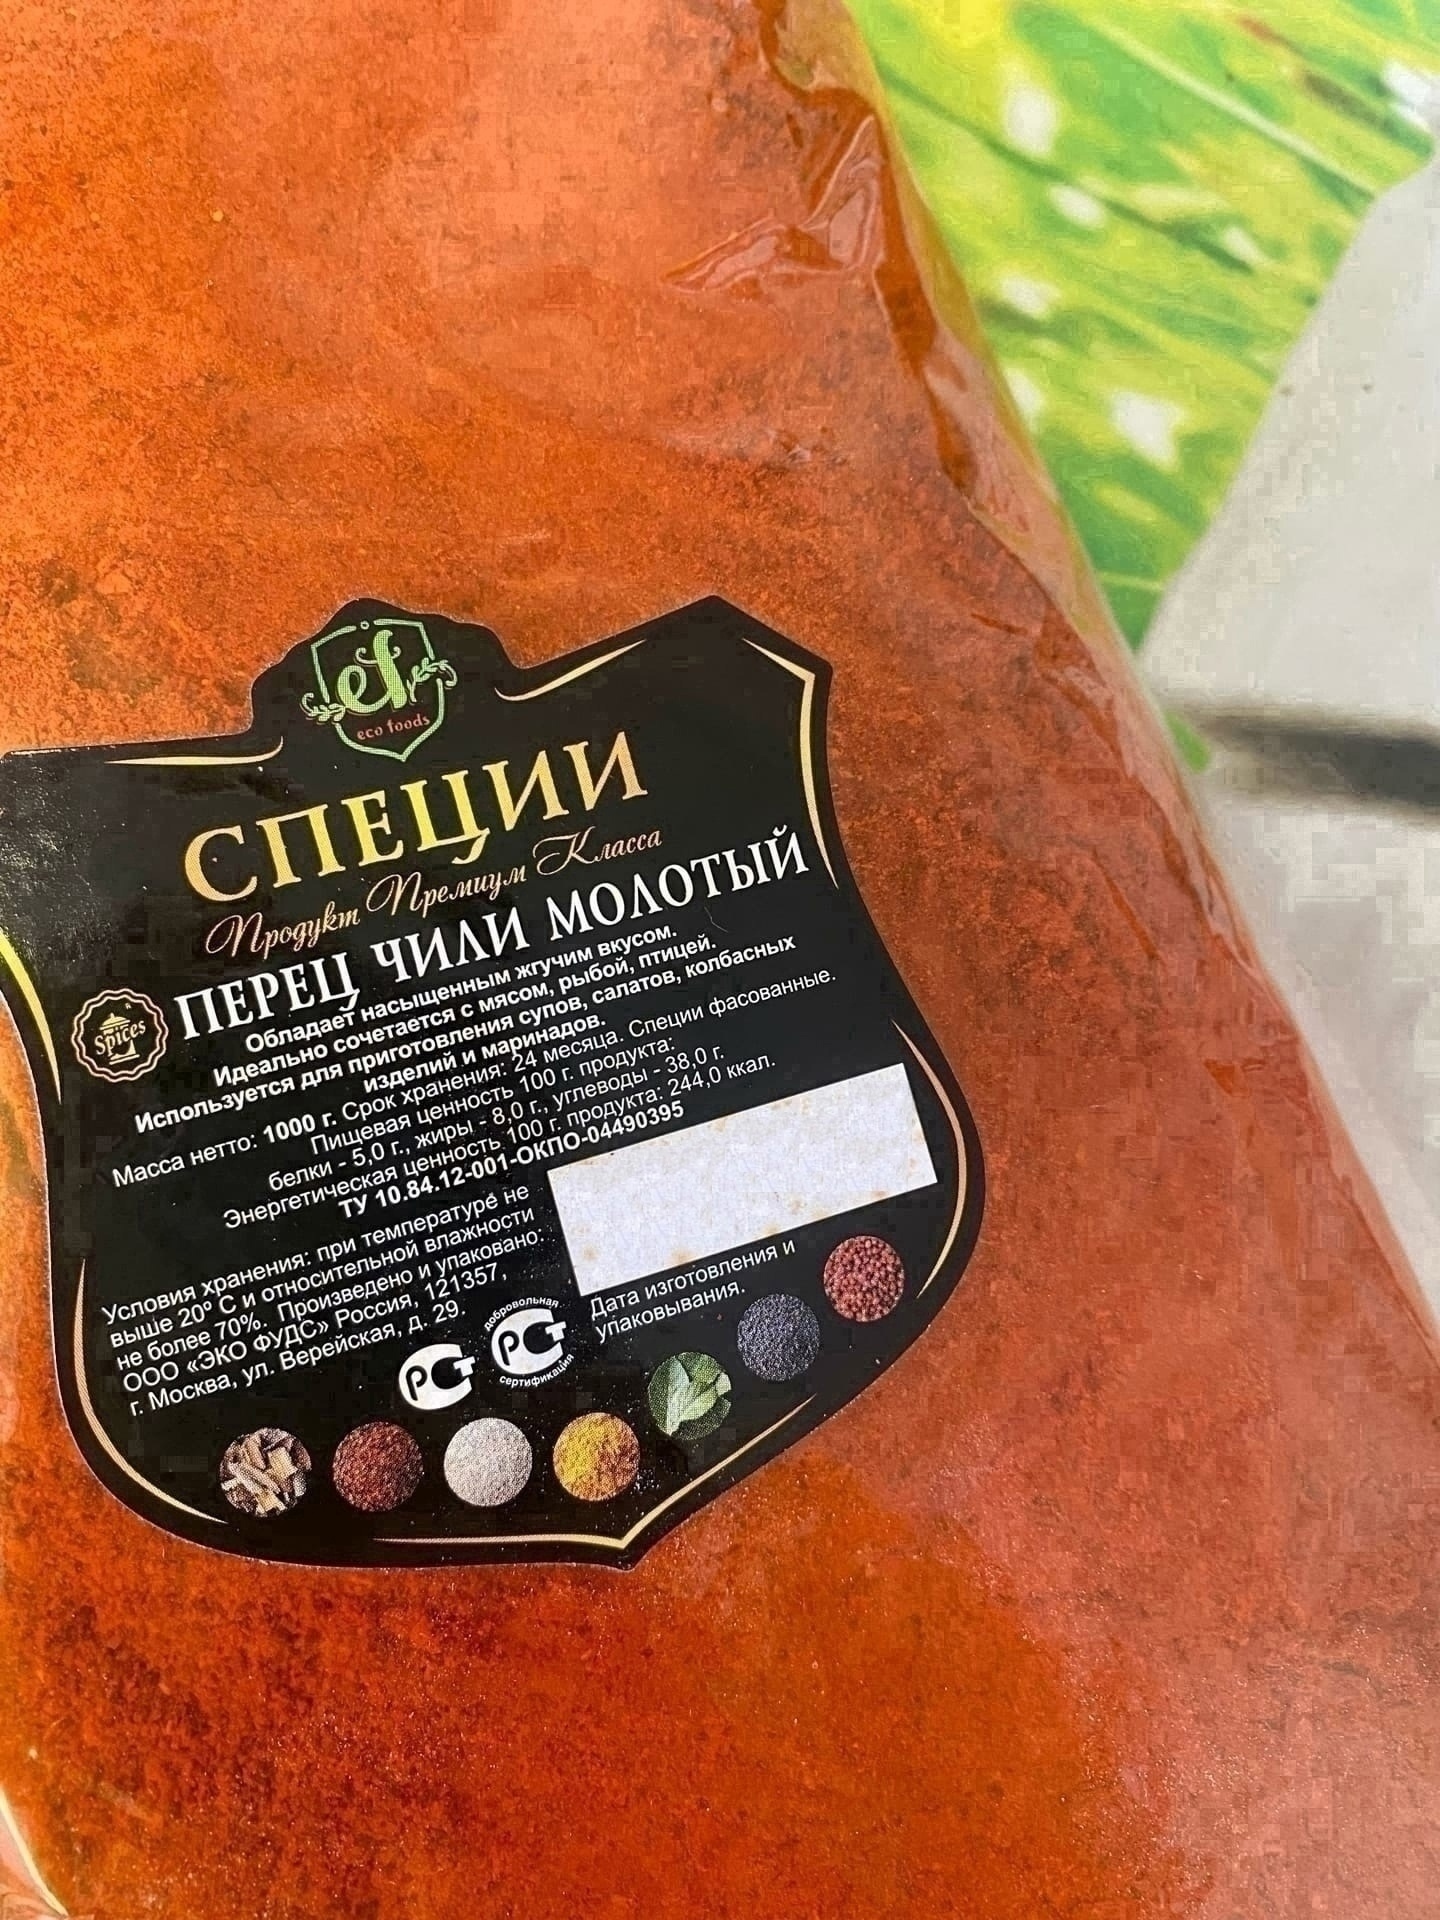 ef
eco foods
СПЕЦИИ
Продукт Премиум Класса
ПЕРЕЦ ЧИЛИ МОЛОТЫЙ
Spices
Обладает насыщенным жгучим вкусом.
Идеально сочетается с мясом, рыбой, птицей.
Используется для приготовления супов, салатов, колбасных
изделий и маринадов.
Масса нетто: 1000 г. Срок хранения: 24 месяца. Специи фасованные.
Пищевая ценность 100 г. продукта:
белки - 5,0 г., жиры - 8,0 г., углеводы - 38,0 г.
Энергетическая ценность 100 г. продукта: 244,0 ккал.
ТУ 10.84.12-001-ОКПО-04490395
Условия хранения: при температуре не
выше 20° С и относительной влажности
не более 70%. Произведено и упаковано:
ООО «ЭКО ФУДС» Россия, 121357,
г. Москва, ул. Верейская, д. 29.
Дата изготовления и
упаковывания.
РСТ
добровольная
РСТ
сертификация